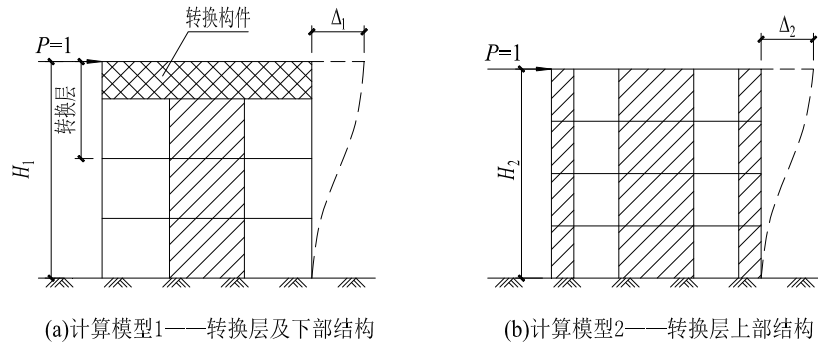 转换构件
Δ1
P=1
转换层
H1
(a)计算模型1——转换层及下部结构
Δ2
P=1
H2
(b)计算模型2——转换层上部结构